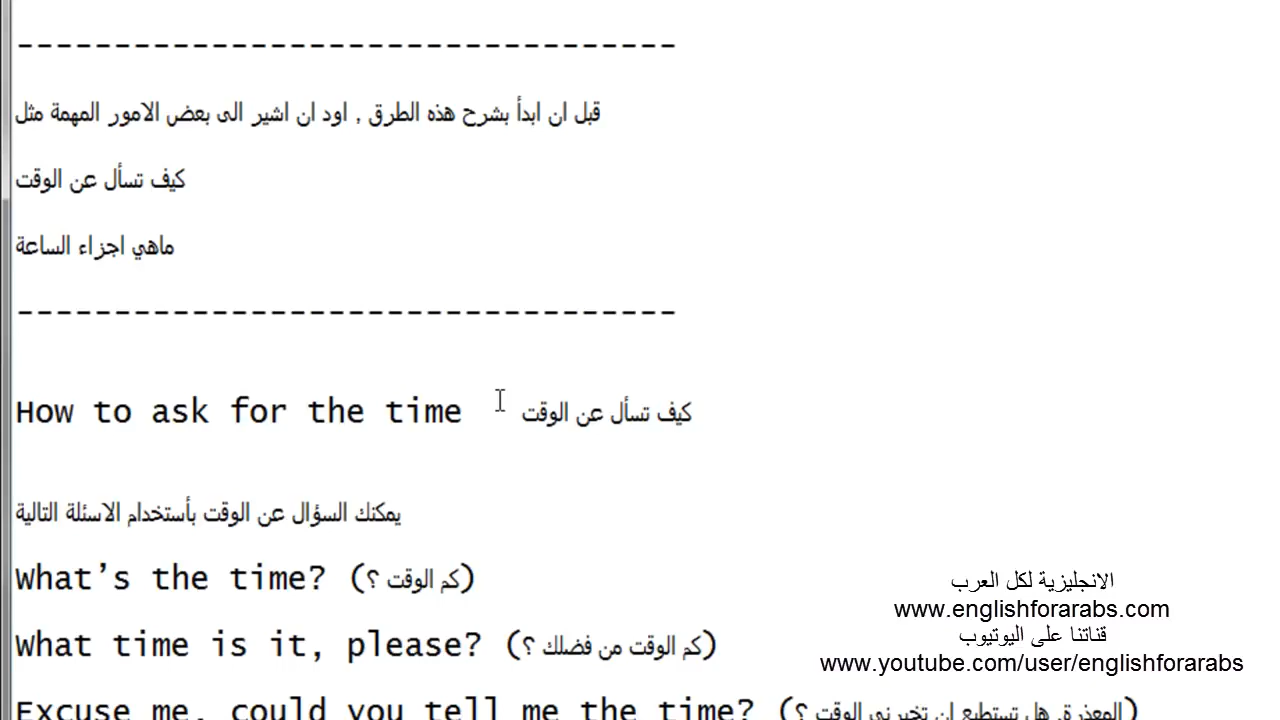 ----------------------------------
قبل ان ابدأ بشرح هذه الطرق , اود ان اشير الى بعض الامور المهمة مثل
كيف تسأل عن الوقت
ماهي اجزاء الساعة
----------------------------------
How to ask for the time كيف تسأل عن الوقت
يمكنك السؤال عن الوقت بأستخدام الاسئلة التالية
What’s the time? (كم الوقت ؟)
What time is it, please? (كم الوقت من فضلك ؟)
Excuse me, could you tell me the time? (المعذرة, هل تستطيع ان تخبرني الوقت ؟)
الانجليزية لكل العرب
www.englishforarabs.com
قناتنا على اليوتيوب
www.youtube.com/user/englishforarabs